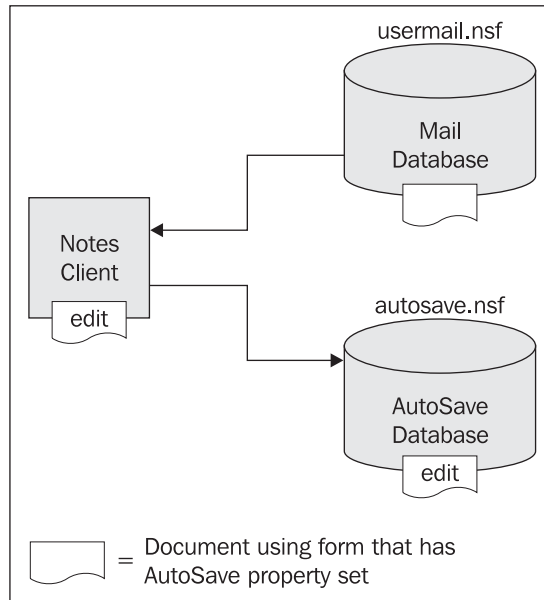 usermail.nsf
Mail
Database
Notes
Client
edit
autosave.nsf
AutoSave
Database
edit
= Document using form that has
AutoSave property set